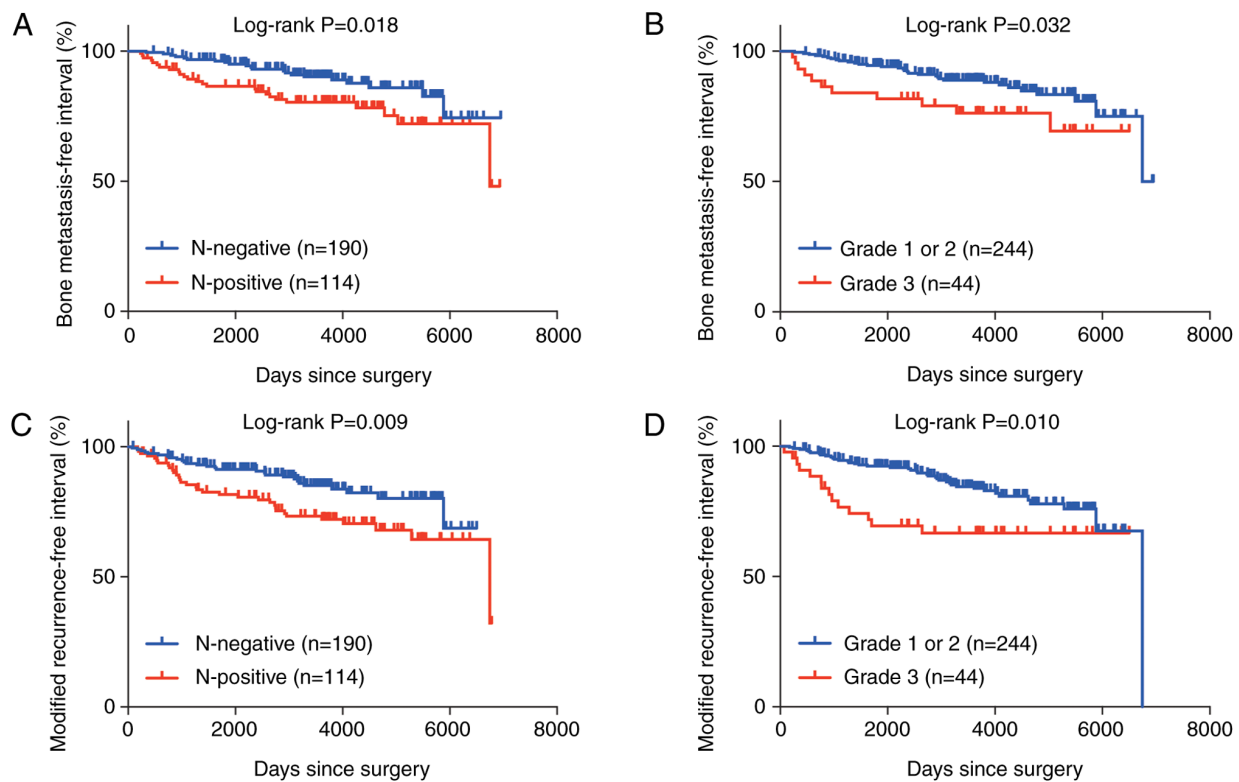 A
Log-rank P=0.018
Bone metastasis-free interval (%)
100
50
0
N-negative (n=190)
N-positive (n=114)
0 2000 4000 6000 8000
Days since surgery
B
Log-rank P=0.032
Bone metastasis-free interval (%)
100
50
0
Grade 1 or 2 (n=244)
Grade 3 (n=44)
0 2000 4000 6000 8000
Days since surgery
C
Log-rank P=0.009
Modified recurrence-free interval (%)
100
50
0
N-negative (n=190)
N-positive (n=114)
0 2000 4000 6000 8000
Days since surgery
D
Log-rank P=0.010
Modified recurrence-free interval (%)
100
50
0
Grade 1 or 2 (n=244)
Grade 3 (n=44)
0 2000 4000 6000 8000
Days since surgery